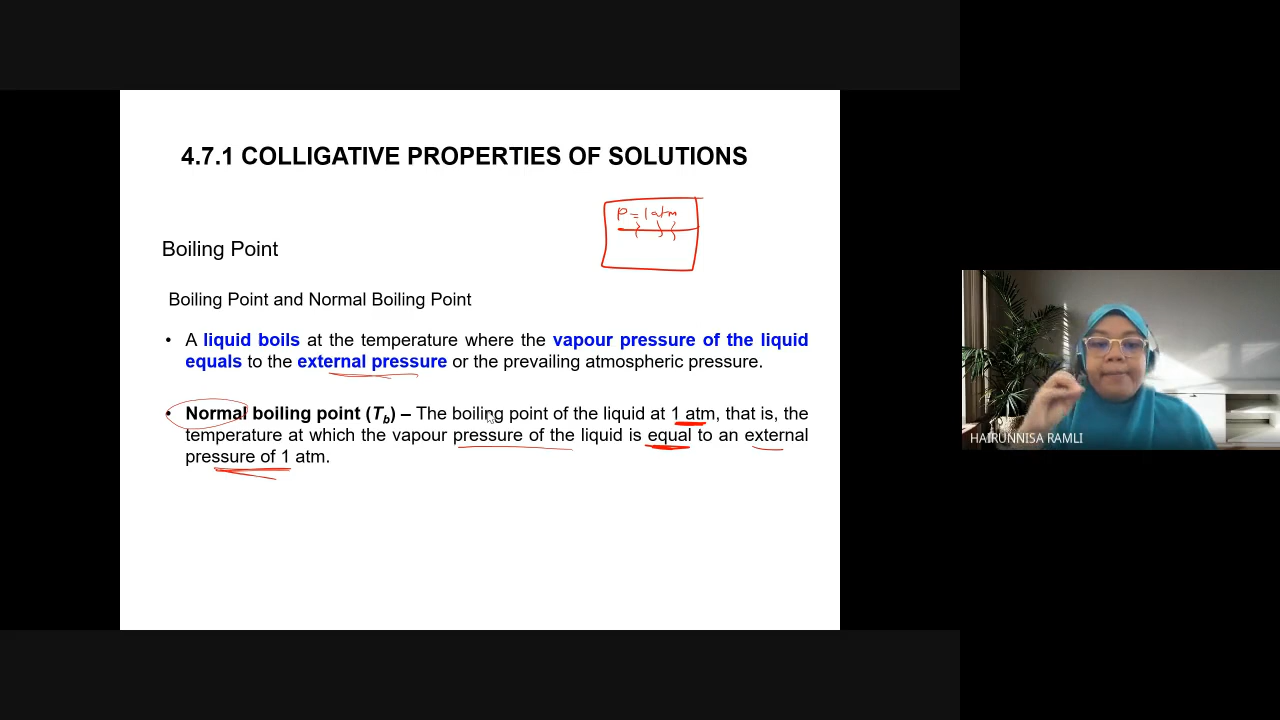 4.7.1 COLLIGATIVE PROPERTIES OF SOLUTIONS
P = 1 atm
Boiling Point
Boiling Point and Normal Boiling Point
• A liquid boils at the temperature where the vapour pressure of the liquid
equals to the external pressure or the prevailing atmospheric pressure.
• Normal boiling point (Tb) – The boiling point of the liquid at 1 atm, that is, the
temperature at which the vapour pressure of the liquid is equal to an external
pressure of 1 atm.
HAIRUNNISA RAMLI